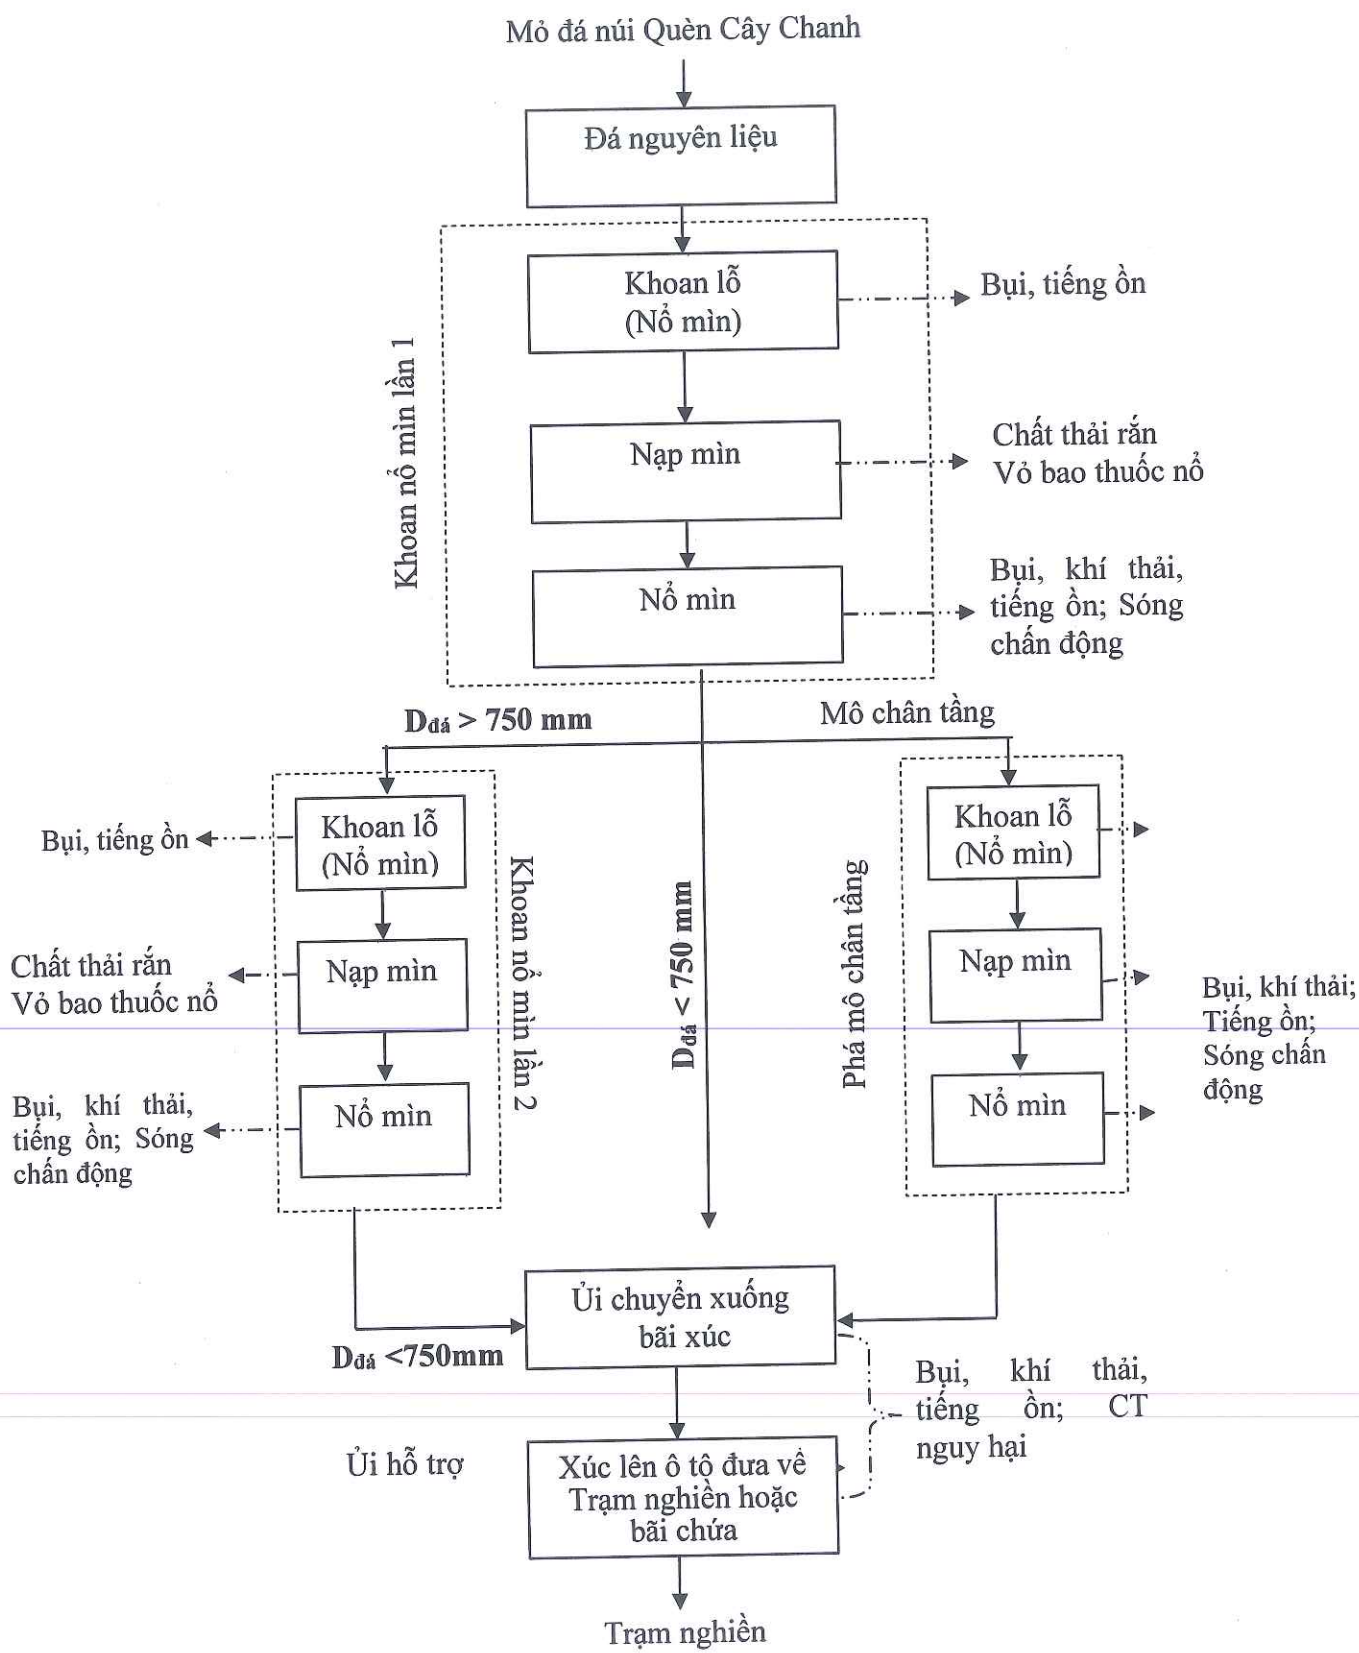 Mỏ đá núi Quèn Cây Chanh
Đá nguyên liệu
Khoan nổ mìn lần 1
Khoan lỗ
(Nổ mìn)
Bụi, tiếng ồn
Nạp mìn
Chất thải rắn
Vỏ bao thuốc nổ
Nổ mìn
Bụi, khí thải,
tiếng ồn; Sóng
chấn động
Dđá > 750 mm
Mô chân tầng
Bụi, tiếng ồn
Khoan lỗ
(Nổ mìn)
Chất thải rắn
Vỏ bao thuốc nổ
Nạp mìn
Bụi, khí thải,
tiếng ồn; Sóng
chấn động
Nổ mìn
Khoan nổ mìn lần 2
Dđá < 750 mm
Phá mô chân tầng
Khoan lỗ
(Nổ mìn)
Nạp mìn
Nổ mìn
Bụi, khí thải;
Tiếng ồn;
Sóng chấn
động
Ủi chuyển xuống
bãi xúc
Dđá <750mm
Bụi, khí thải,
tiếng ồn; CT
nguy hại
Ủi hỗ trợ
Xúc lên ô tô đưa về
Trạm nghiền hoặc
bãi chứa
Trạm nghiền